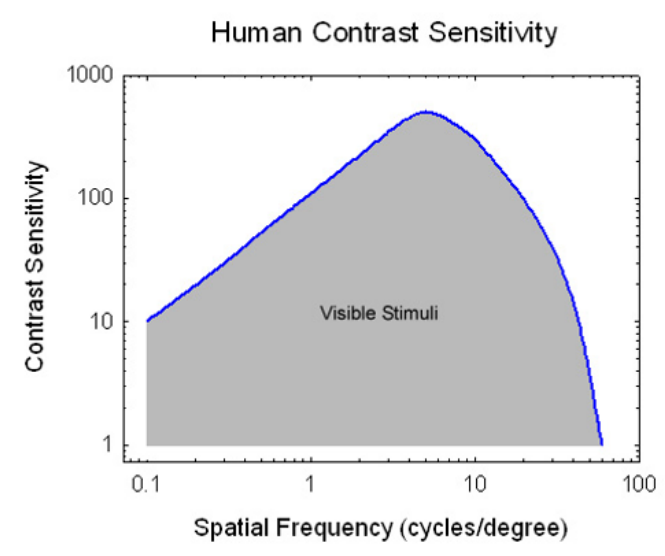 Human Contrast Sensitivity
1000
100
10
1
Contrast Sensitivity
Visible Stimuli
0.1 1 10 100
Spatial Frequency (cycles/degree)